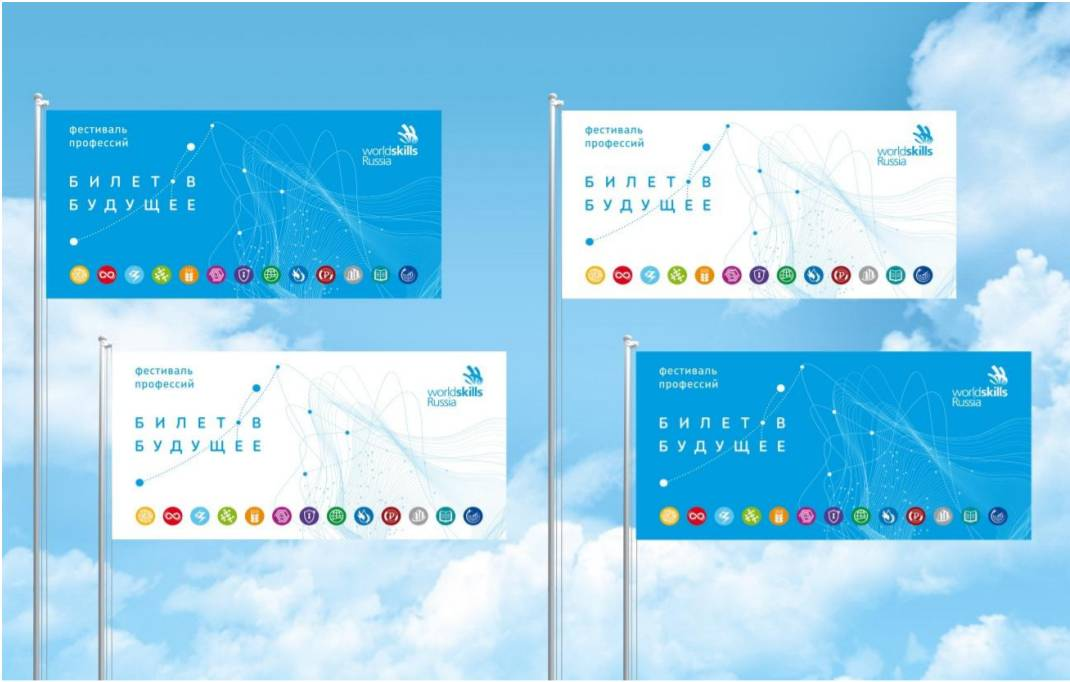 фестиваль
профессий
worldskills
Russia
БИЛЕТ В
БУДУЩЕЕ
фестиваль
профессий
worldskills
Russia
БИЛЕТ В
БУДУЩЕЕ
фестиваль
профессий
worldskills
Russia
БИЛЕТ В
БУДУЩЕЕ
фестиваль
профессий
worldskills
Russia
БИЛЕТ В
БУДУЩЕЕ